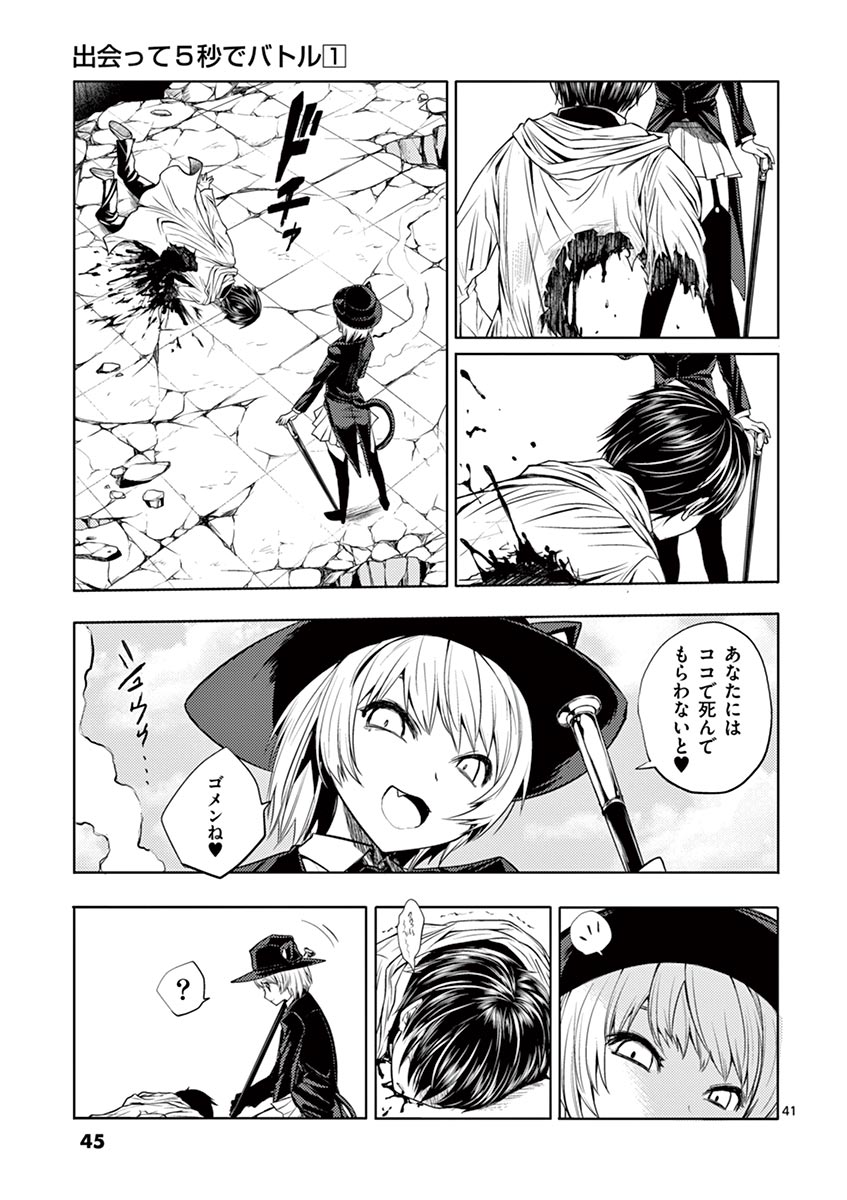 出会って5秒でバトル1
ドチャ
あなたには
ココで死んで
もらわないと♥
ゴメンね♥
シュウゥ…
?
41
45